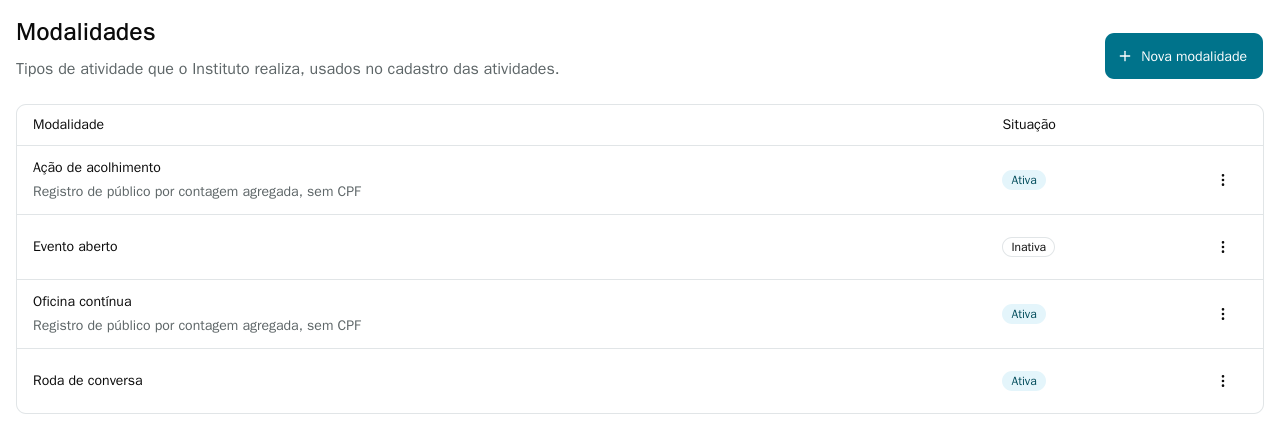 Modalidades
Tipos de atividade que o Instituto realiza, usados no cadastro das atividades.
Nova modalidade
Modalidade Situação
Ação de acolhimento
Registro de público por contagem agregada, sem CPF
Ativa
Evento aberto
Inativa
Oficina contínua
Registro de público por contagem agregada, sem CPF
Ativa
Roda de conversa
Ativa